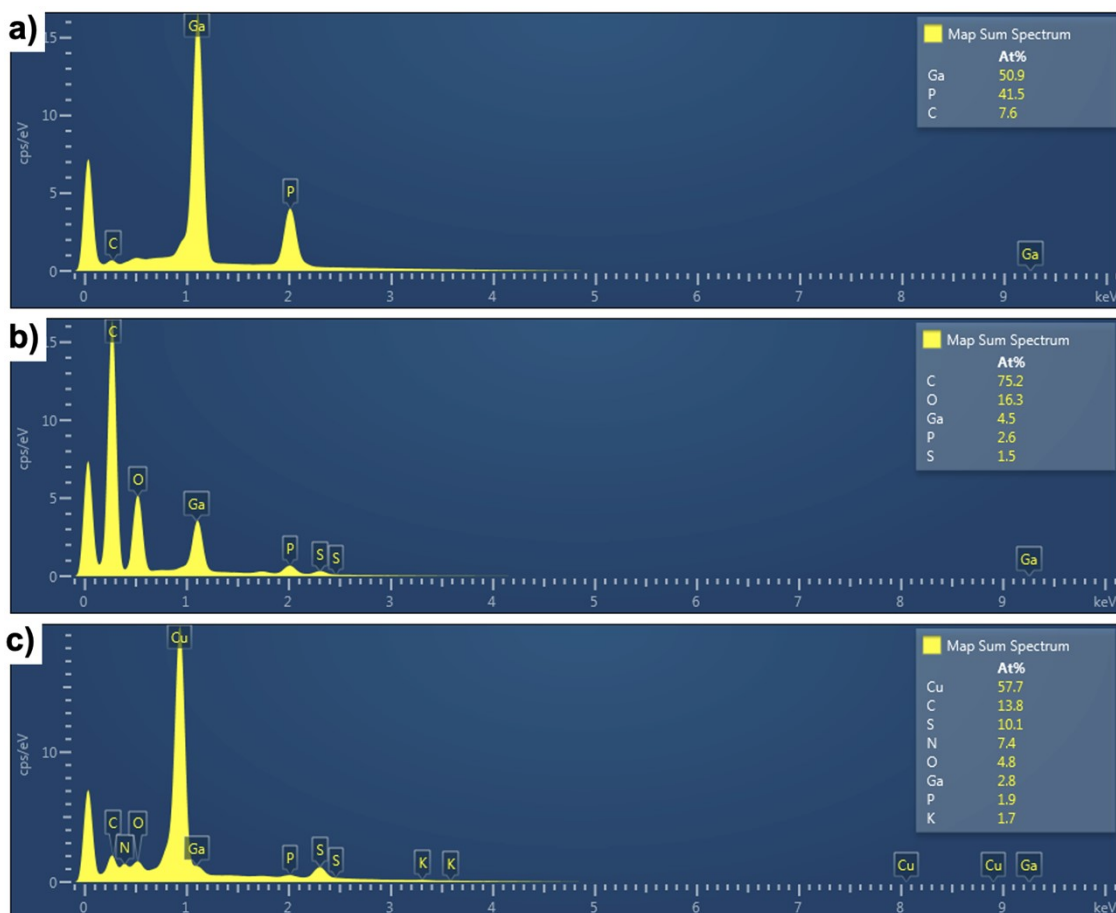 a)
Ga
15
Map Sum Spectrum
At%
Ga 50.9
P 41.5
C 7.6
10
cps/eV
5
P
C
Ga
0
0 1 2 3 4 5 6 7 8 9 keV
b)
C
15
Map Sum Spectrum
At%
C 75.2
O 16.3
Ga 4.5
P 2.6
S 1.5
10
cps/eV
5
O
Ga
P S S
Ga
0
0 1 2 3 4 5 6 7 8 9 keV
c)
Cu
Map Sum Spectrum
At%
Cu 57.7
C 13.8
S 10.1
N 7.4
O 4.8
Ga 2.8
P 1.9
K 1.7
10
cps/eV
C O
N Ga
P S S K K
Cu Cu Ga
0
0 1 2 3 4 5 6 7 8 9 keV